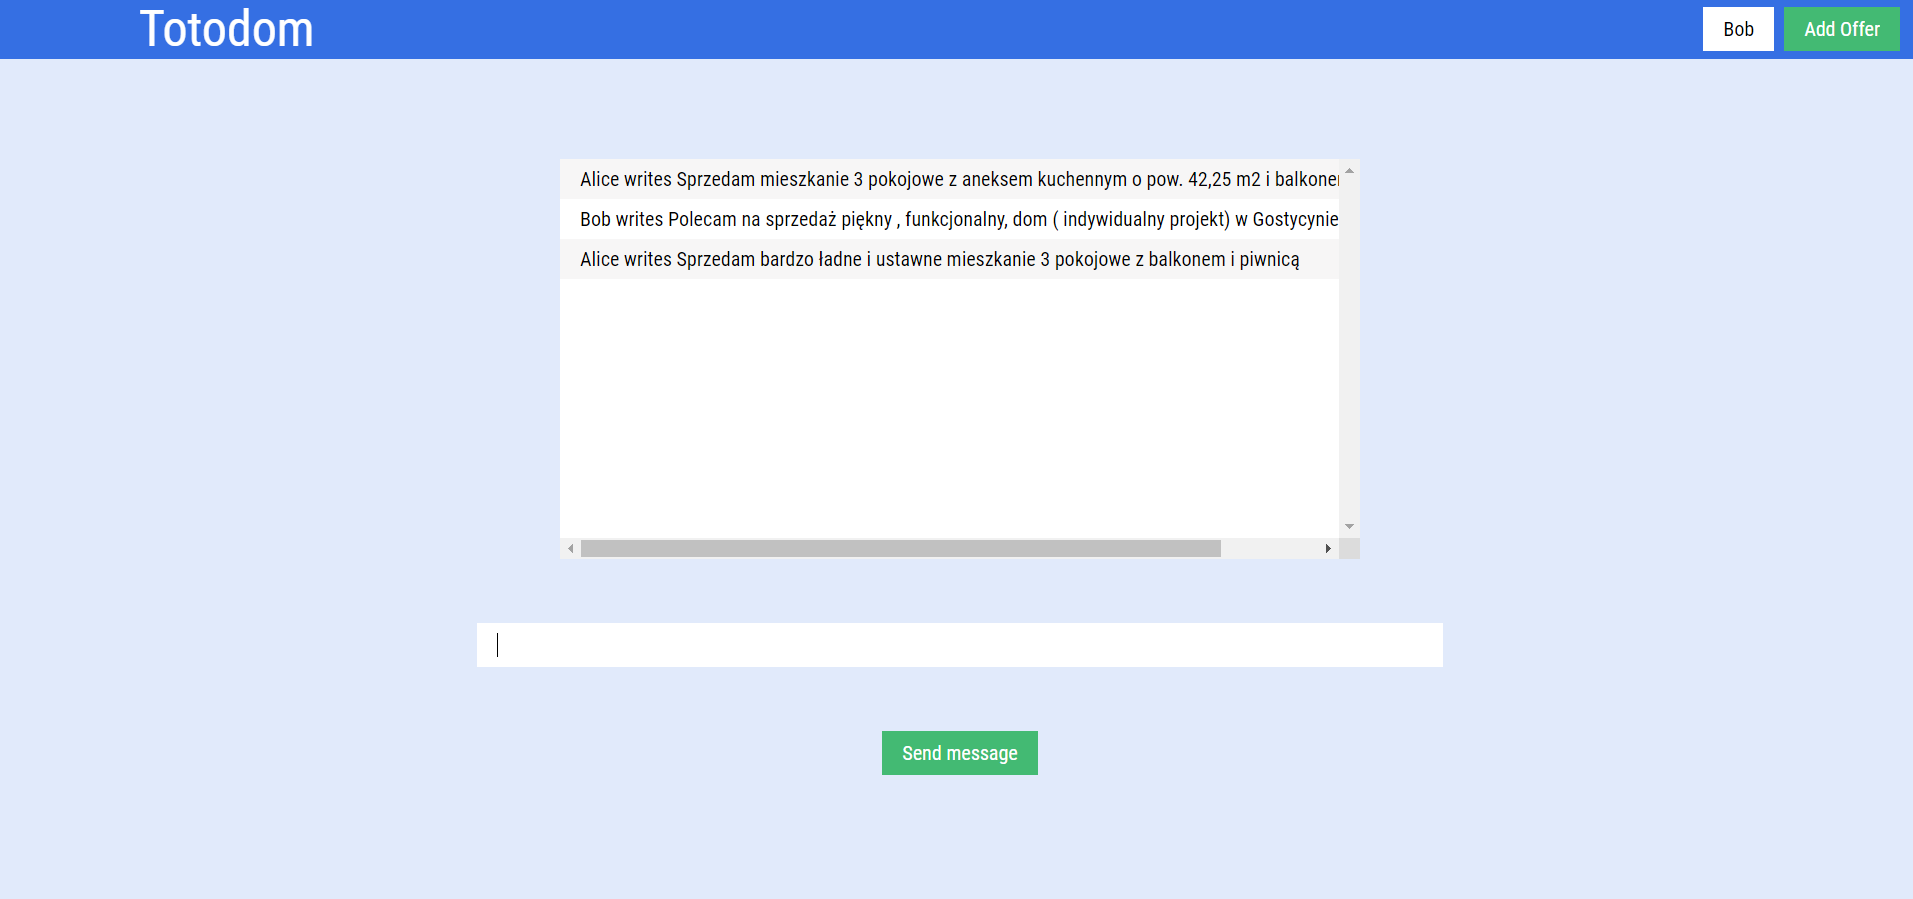 Totodom
Bob
Add Offer
Alice writes Sprzedam mieszkanie 3 pokojowe z aneksem kuchennym o pow. 42,25 m2 i
Bob writes Polecam na sprzedaż piękny , funkcjonalny, dom ( indywidualny projekt) w Gostycynie
Alice writes Sprzedam bardzo ładne i ustawne mieszkanie 3 pokojowe z balkonem i piwnicą
Send message